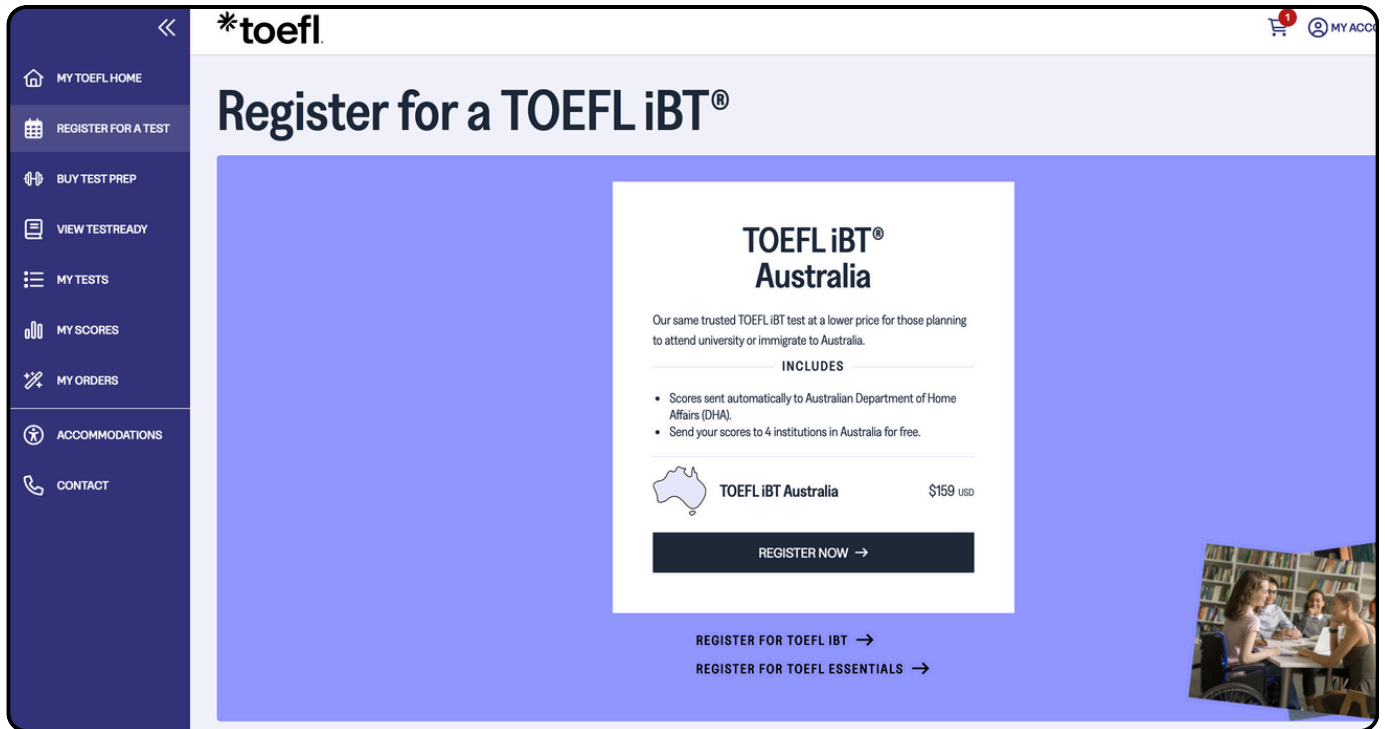 toefl.
1
MY ACCO
MY TOEFL HOME
REGISTER FOR A TEST
BUY TEST PREP
VIEW TESTREADY
MY TESTS
MY SCORES
MY ORDERS
ACCOMMODATIONS
CONTACT
Register for a TOEFL iBT®
TOEFL iBT®
Australia
Our same trusted TOEFL iBT test at a lower price for those planning
to attend university or immigrate to Australia.
INCLUDES
• Scores sent automatically to Australian Department of Home
Affairs (DHA).
• Send your scores to 4 institutions in Australia for free.
TOEFL iBT Australia $159 USD
REGISTER NOW →
REGISTER FOR TOEFL IBT →
REGISTER FOR TOEFL ESSENTIALS →